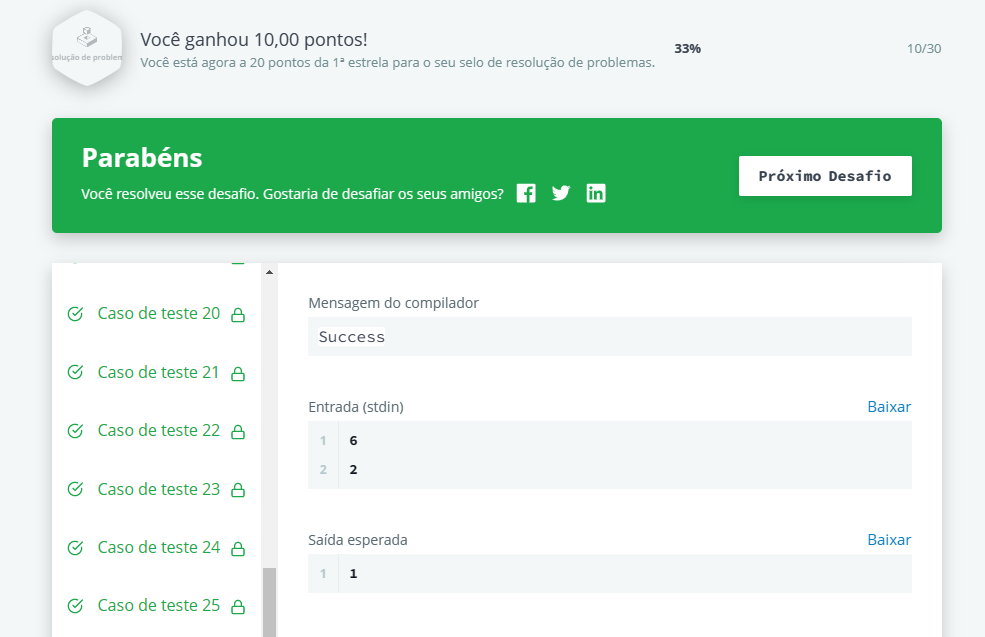 Você ganhou 10,00 pontos!
Você está agora a 20 pontos da 1ª estrela para o seu selo de resolução de problemas.
33%
10/30
olução de problem
Parabéns
Você resolveu esse desafio. Gostaria de desafiar os seus amigos?
Próximo Desafio
Caso de teste 20
Caso de teste 21
Caso de teste 22
Caso de teste 23
Caso de teste 24
Caso de teste 25
Mensagem do compilador
Success
Entrada (stdin)
Baixar
1 6
2 2
Saída esperada
Baixar
1 1